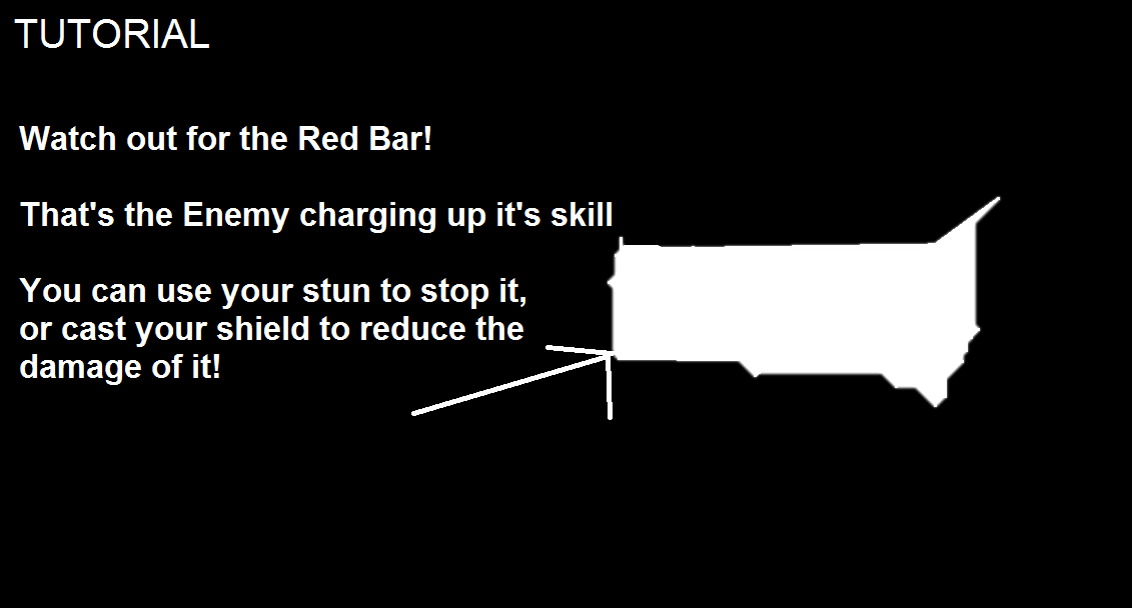 TUTORIAL
Watch out for the Red Bar!
That's the Enemy charging up it's skill
You can use your stun to stop it,
or cast your shield to reduce the
damage of it!